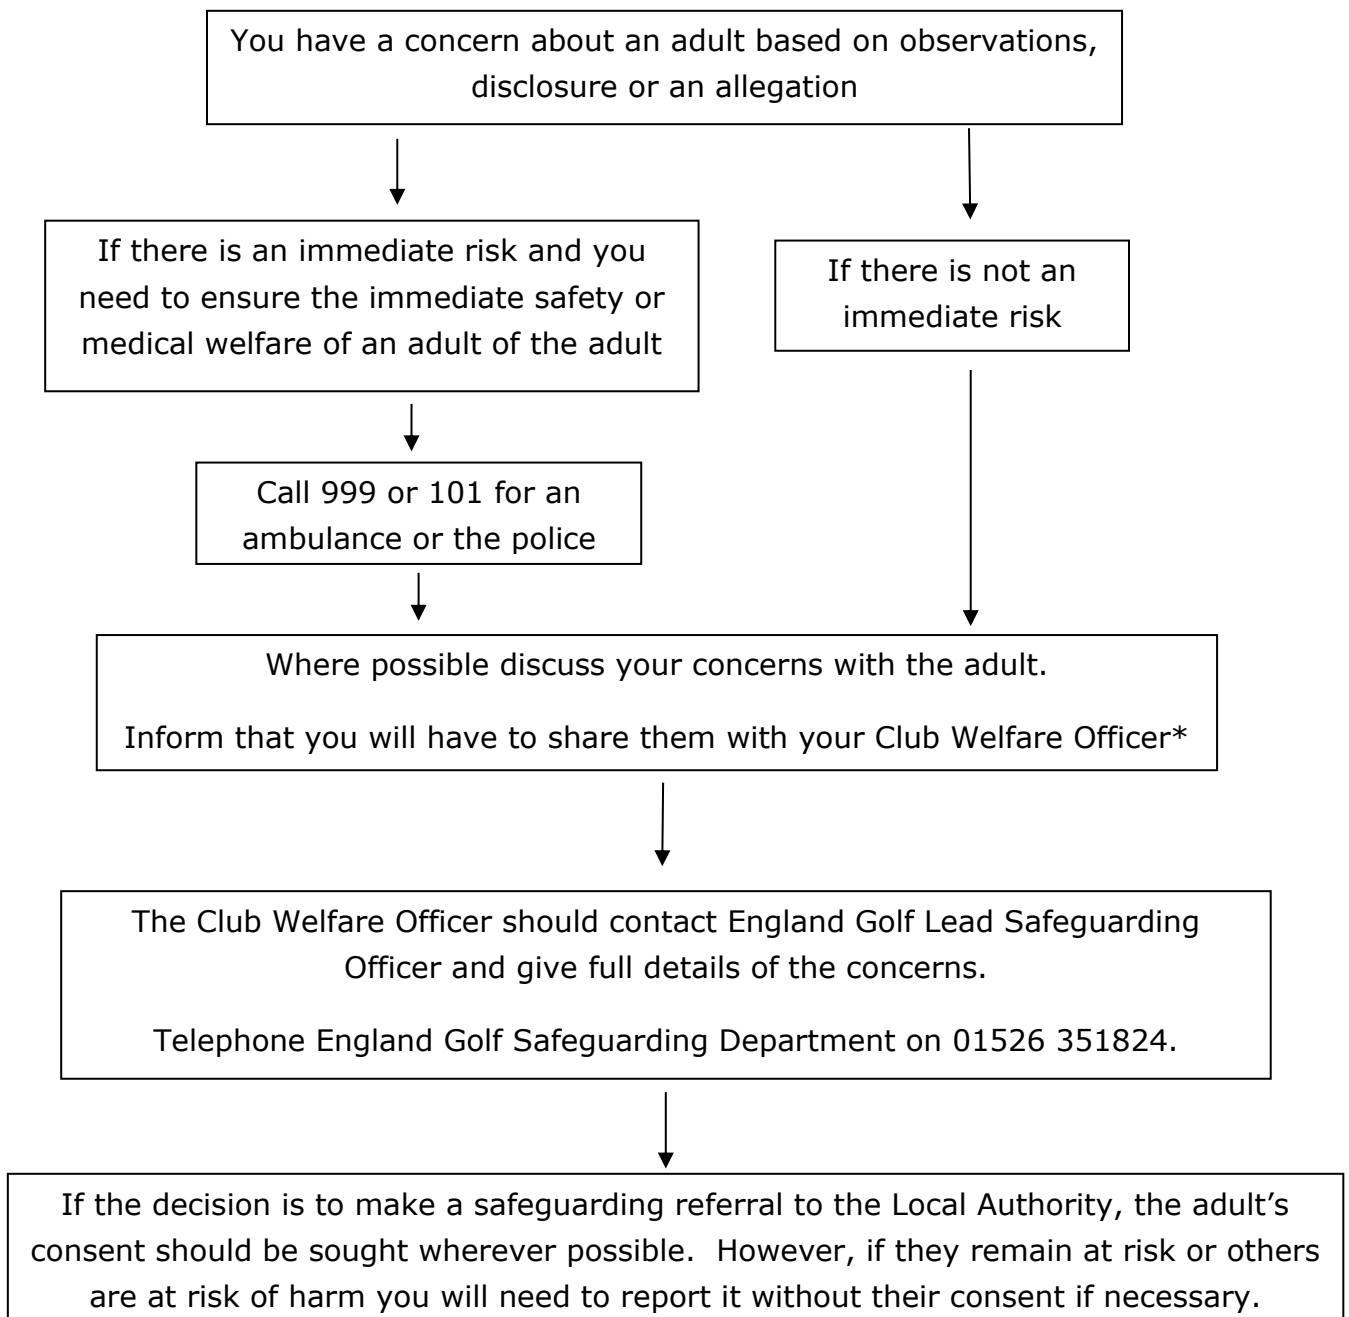 You have a concern about an adult based on observations,
disclosure or an allegation
If there is an immediate risk and you
need to ensure the immediate safety or
medical welfare of an adult of the adult
If there is not an
immediate risk
Call 999 or 101 for an
ambulance or the police
Where possible discuss your concerns with the adult.
Inform that you will have to share them with your Club Welfare Officer*
The Club Welfare Officer should contact England Golf Lead Safeguarding
Officer and give full details of the concerns.
Telephone England Golf Safeguarding Department on 01526 351824.
If the decision is to make a safeguarding referral to the Local Authority, the adult’s
consent should be sought wherever possible.  However, if they remain at risk or others
are at risk of harm you will need to report it without their consent if necessary.